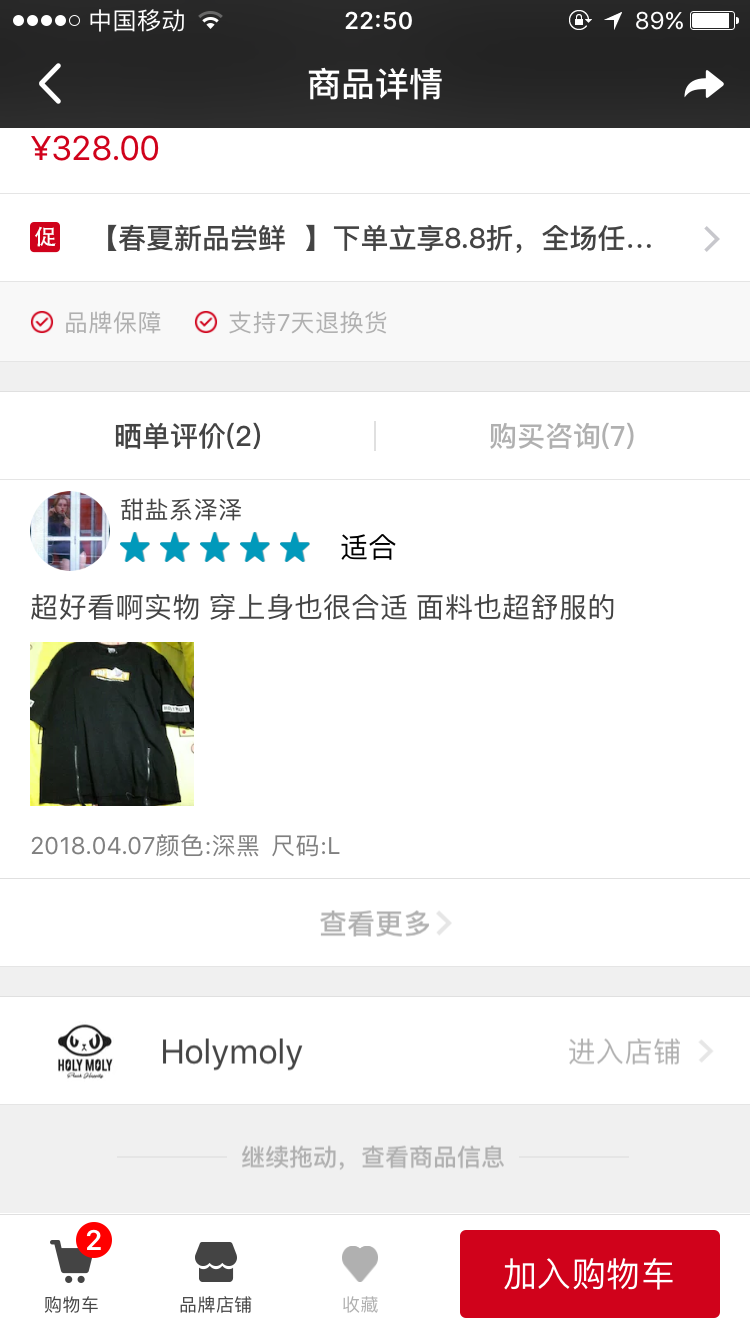 中国移动 22:50 89%
商品详情
¥328.00
促 【春夏新品尝鲜 】下单立享8.8折，全场任...
品牌保障 支持7天退换货
晒单评价(2) 购买咨询(7)
甜盐系泽泽
适合
超好看啊实物 穿上身也很合适 面料也超舒服的
2018.04.07颜色:深黑 尺码:L
查看更多
HOLY MOLY
Holymoly 进入店铺
继续拖动，查看商品信息
2
购物车 品牌店铺 收藏 加入购物车